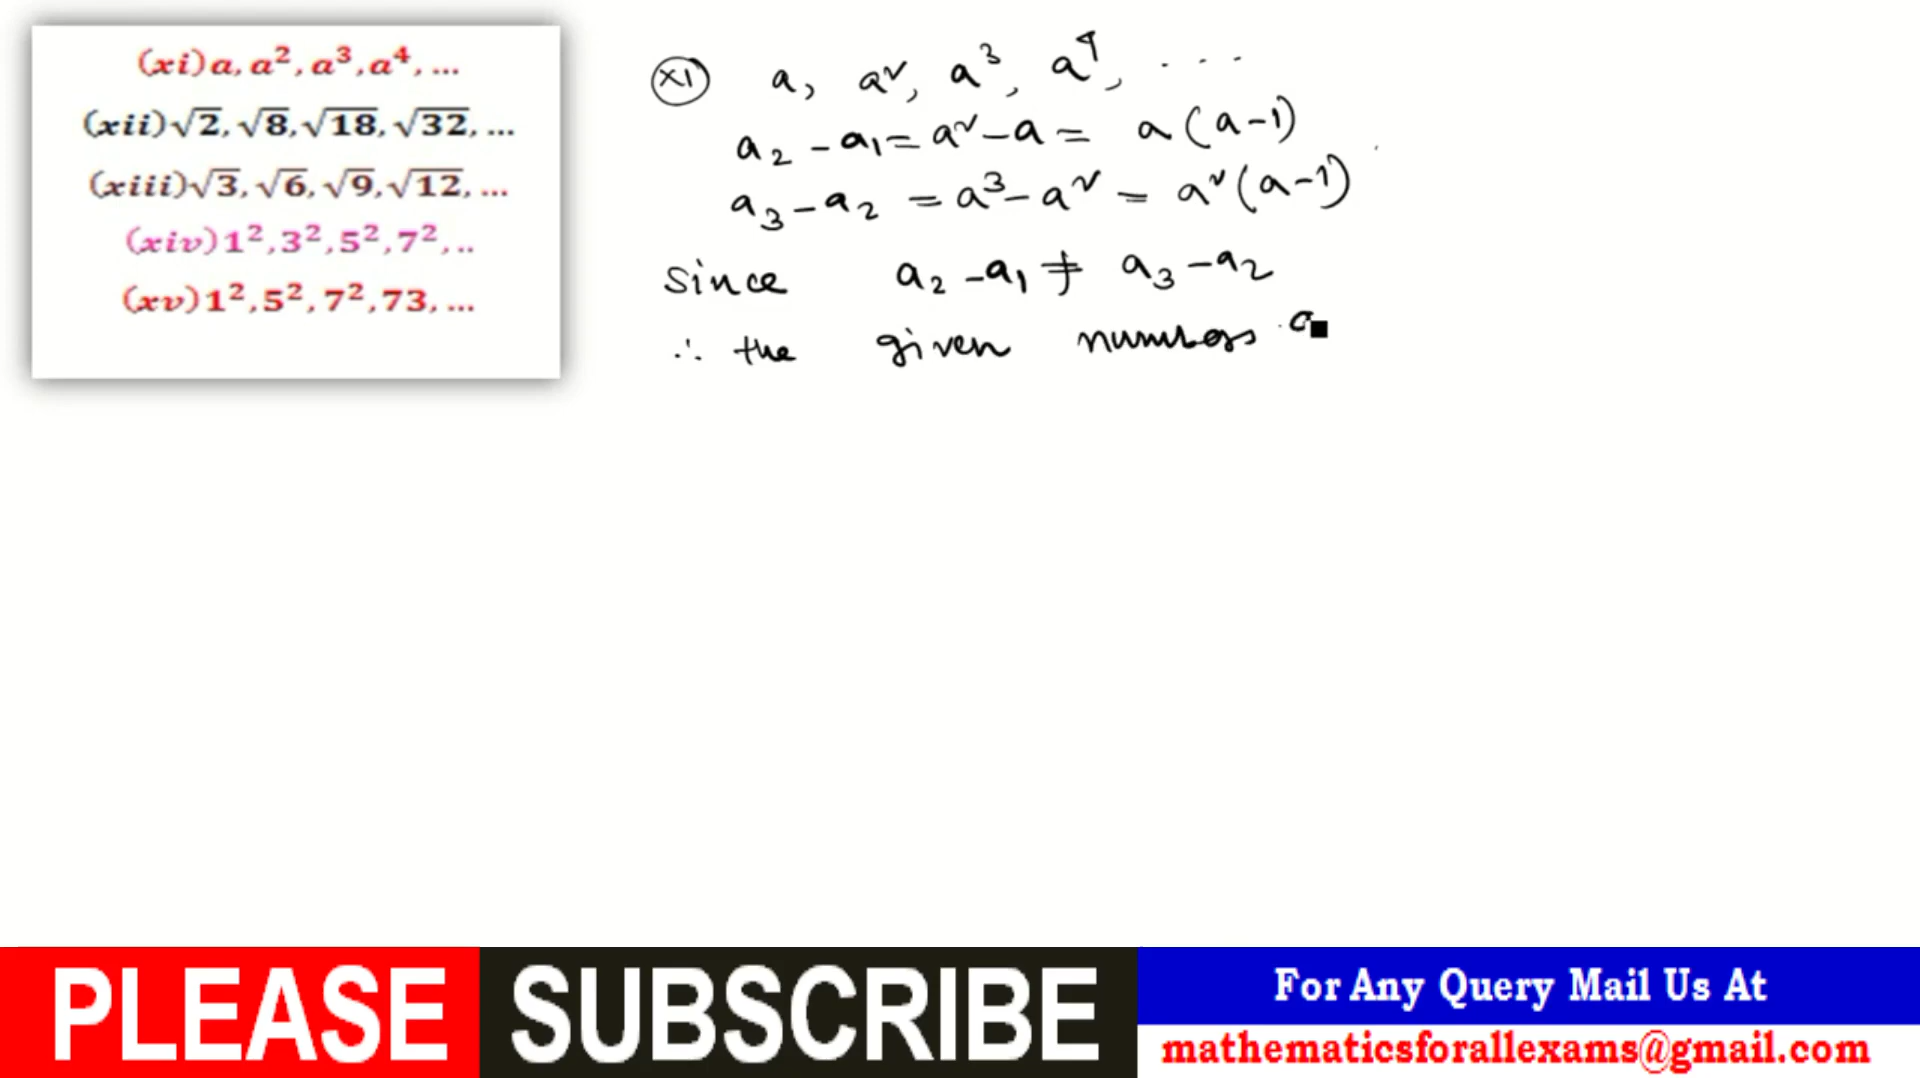 (xi) a, a², a³, a⁴, ...
(xii) √2, √8, √18, √32, ...
(xiii) √3, √6, √9, √12, ...
(xiv) 1², 3², 5², 7², ..
(xv) 1², 5², 7², 73, ...
XI a, a², a³, a⁴, ....
a₂ - a₁ = a² - a = a(a-1)
a₃ - a₂ = a³ - a² = a²(a-1)
Since a₂ - a₁ ≠ a₃ - a₂
∴ the given numbers
PLEASE SUBSCRIBE
For Any Query Mail Us At
mathematicsforallexams@gmail.com